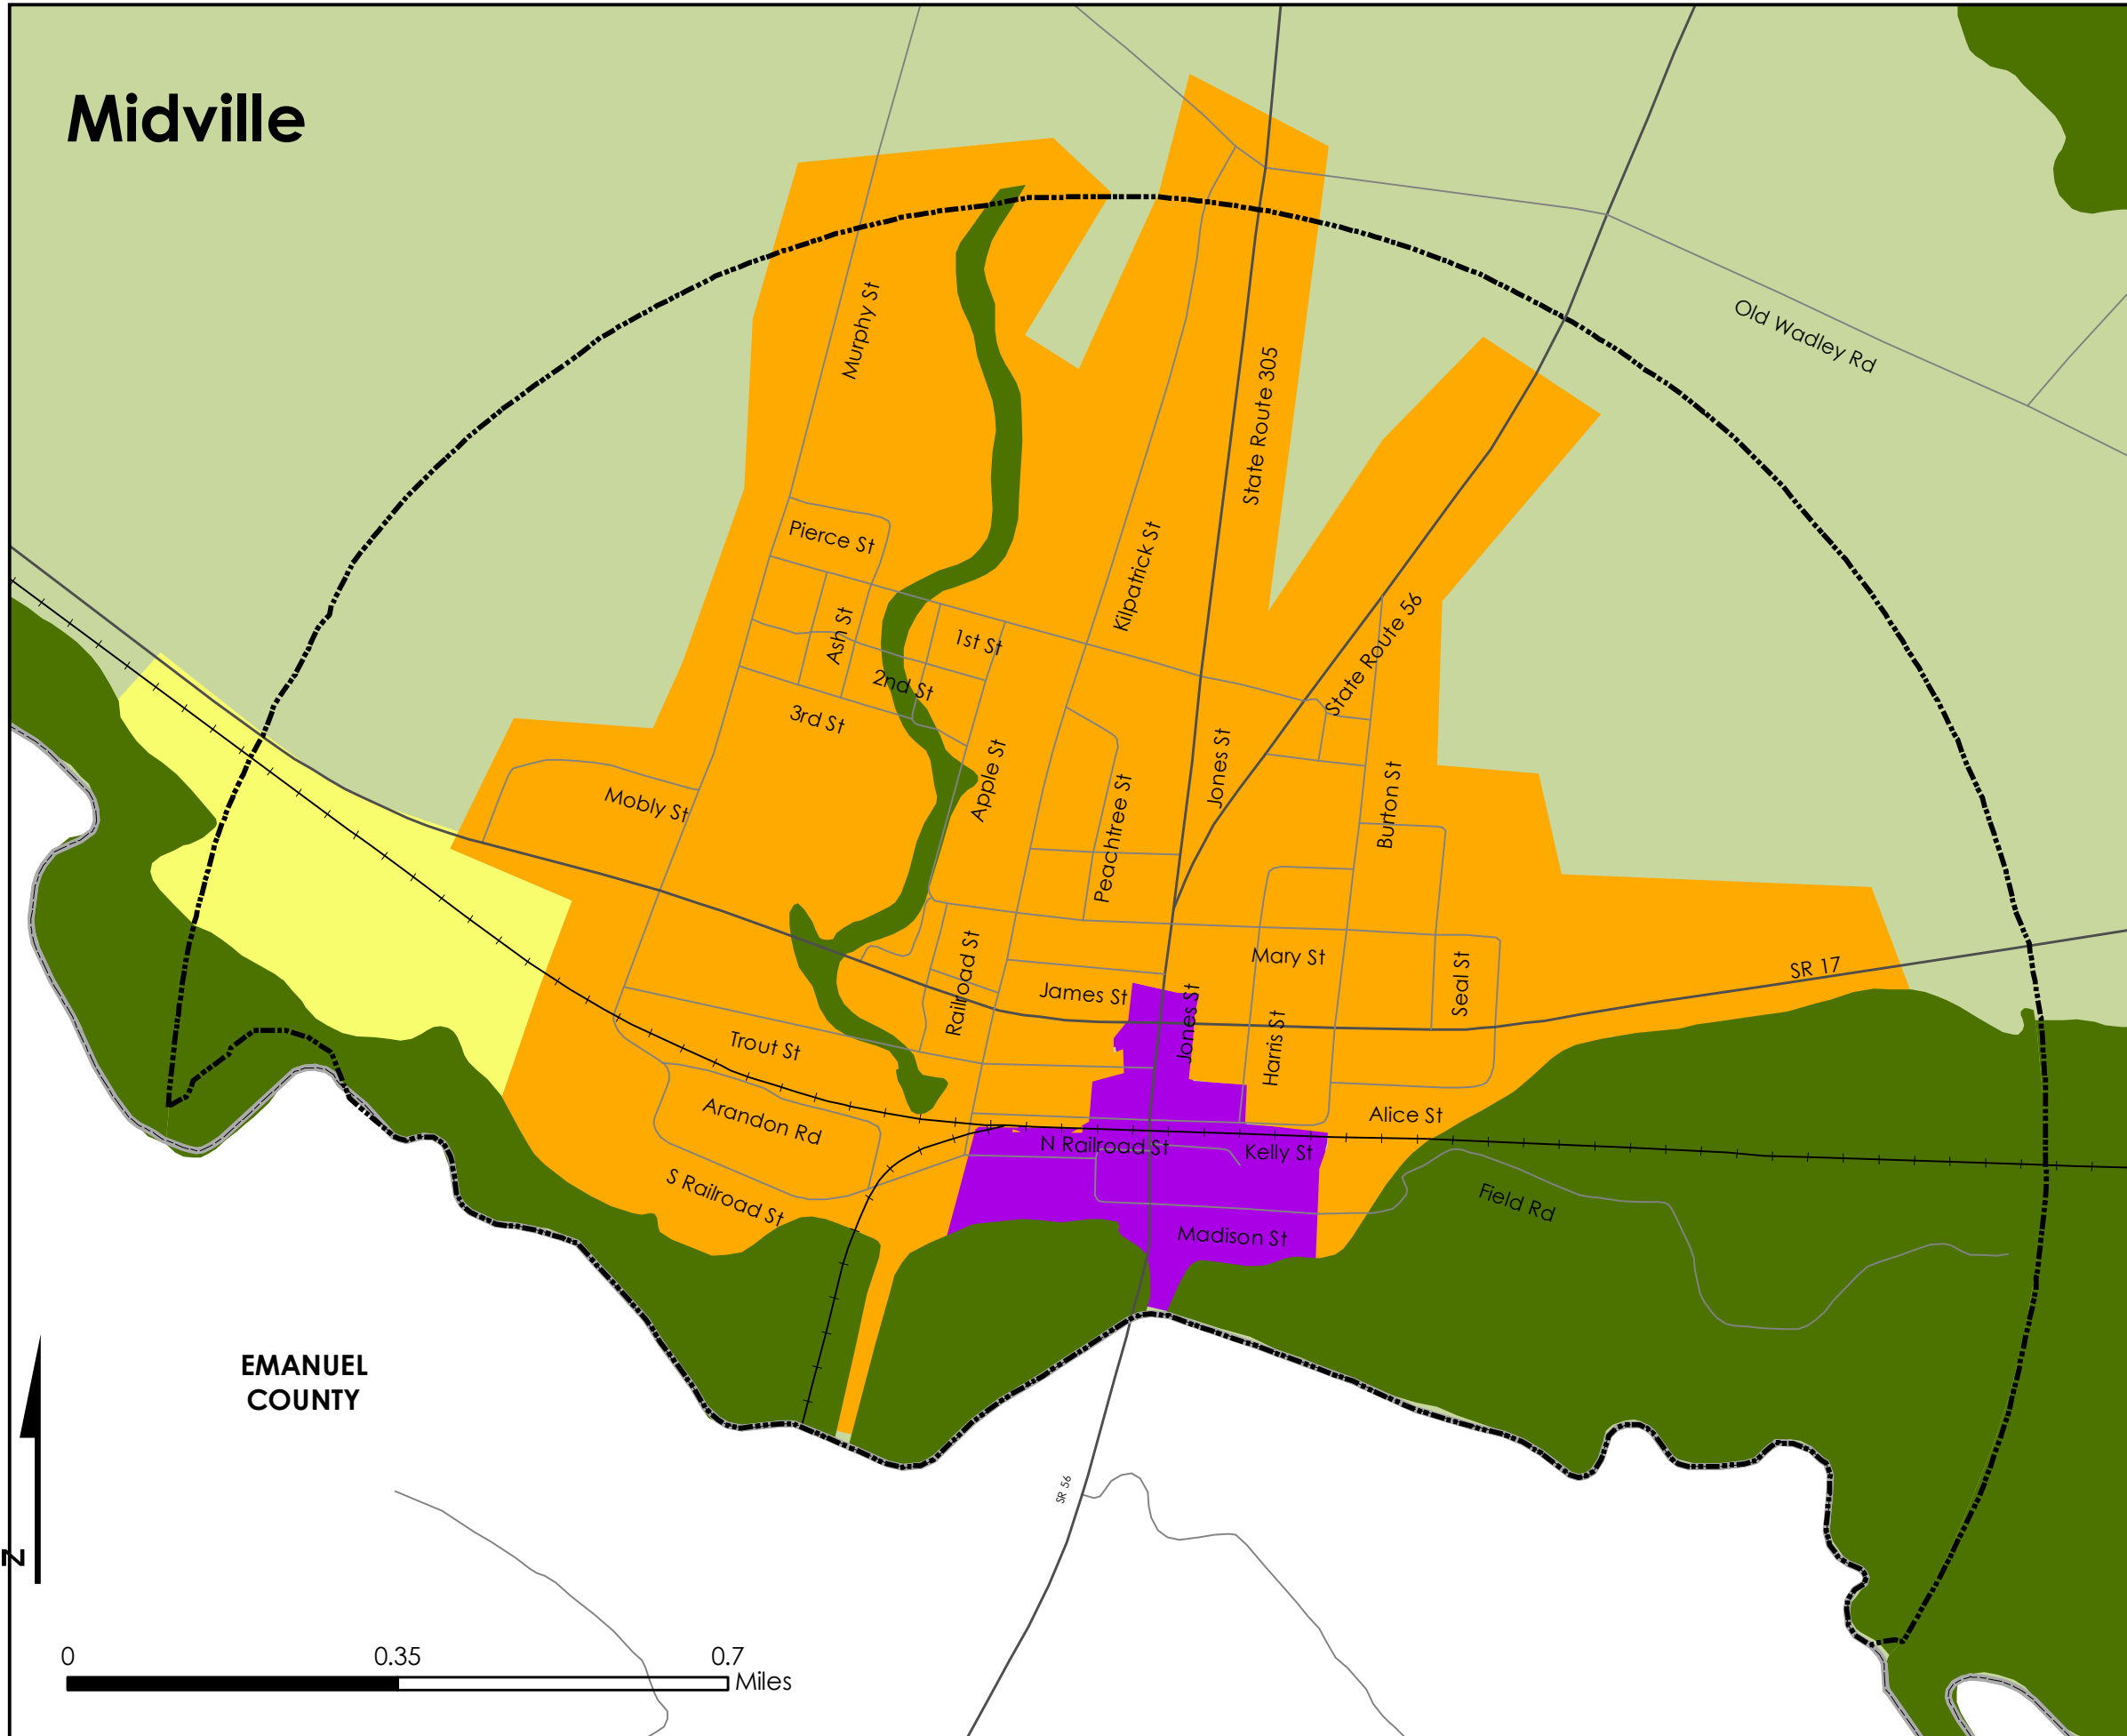 Midville
Old Wadley Rd
Murphy St
State Route 305
Pierce St
Kilpatrick St
1st St
Ash St
State Route 56
2nd St
3rd St
Jones St
Apple St
Mobly St
Peachtree St
Burton St
Mary St
SR 17
Railroad St
James St
Seal St
Jones St
Harris St
Trout St
Arandon Rd
Alice St
N Railroad St
Kelly St
S Railroad St
Field Rd
Madison St
EMANUEL
COUNTY
SR 56
N
0 0.35 0.7
Miles